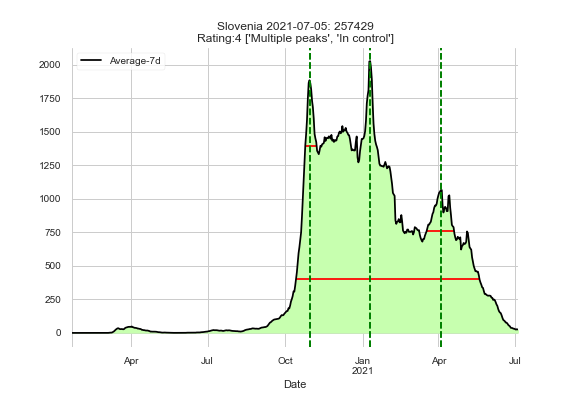 Slovenia 2021-07-05: 257429
Rating:4 ['Multiple peaks', 'In control']
Average-7d
2000
1750
1500
1250
1000
750
500
250
0
Apr
Jul
Oct
Jan
2021
Apr
Jul
Date